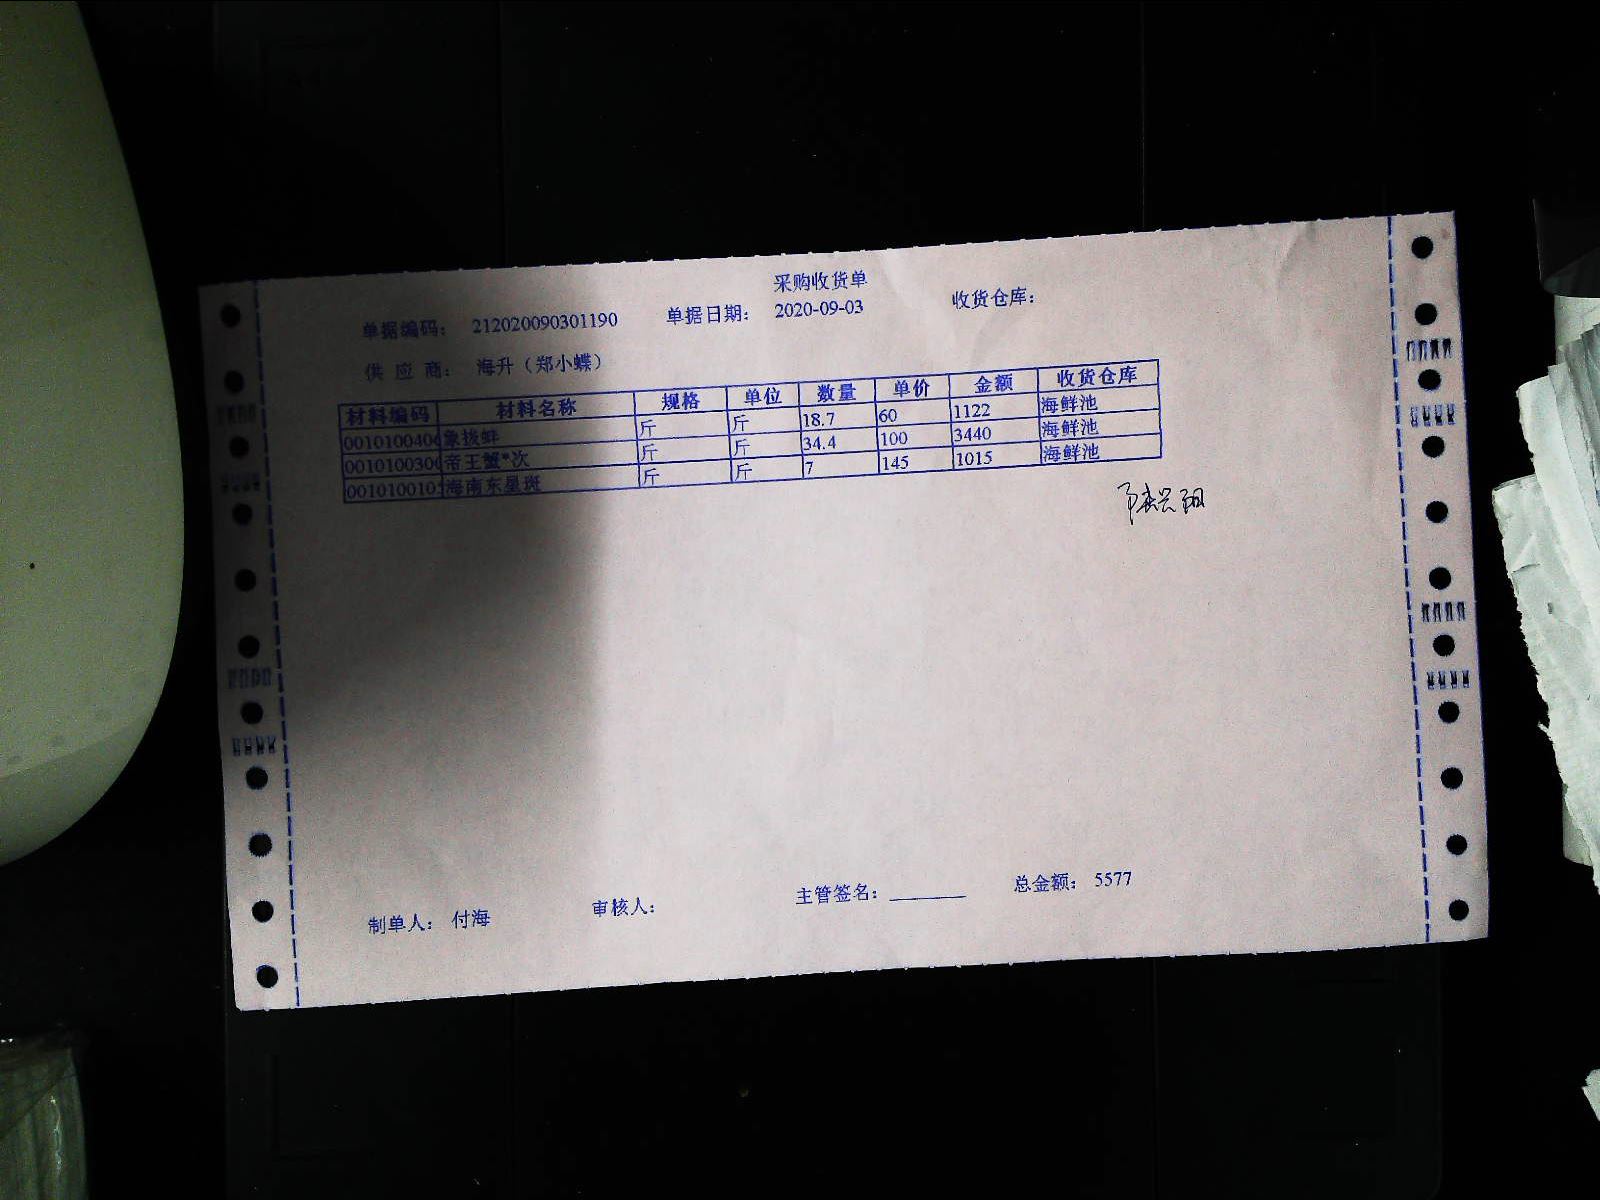 采购收货单
单据编码： 212020090301190 单据日期： 2020-09-03 收货仓库：
供应商： 海升（郑小蝶）
材料编码 材料名称 规格 单位 数量 单价 金额 收货仓库
0010100400 象拔蚌 斤 斤 18.7 60 1122 海鲜池
0010100300 帝王蟹*次 斤 斤 34.4 100 3440 海鲜池
001010010 海南东星斑 斤 斤 7 145 1015 海鲜池
制单人： 付海 审核人： 主管签名： 总金额： 5577